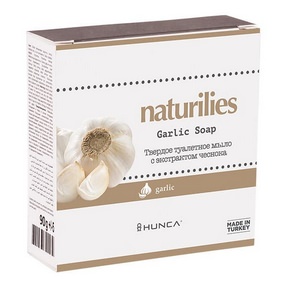 naturilies
Garlic Soap
Твердое туалетное мыло
с экстрактом чеснока
garlic
HUNCA
MADE IN
TURKEY
90g